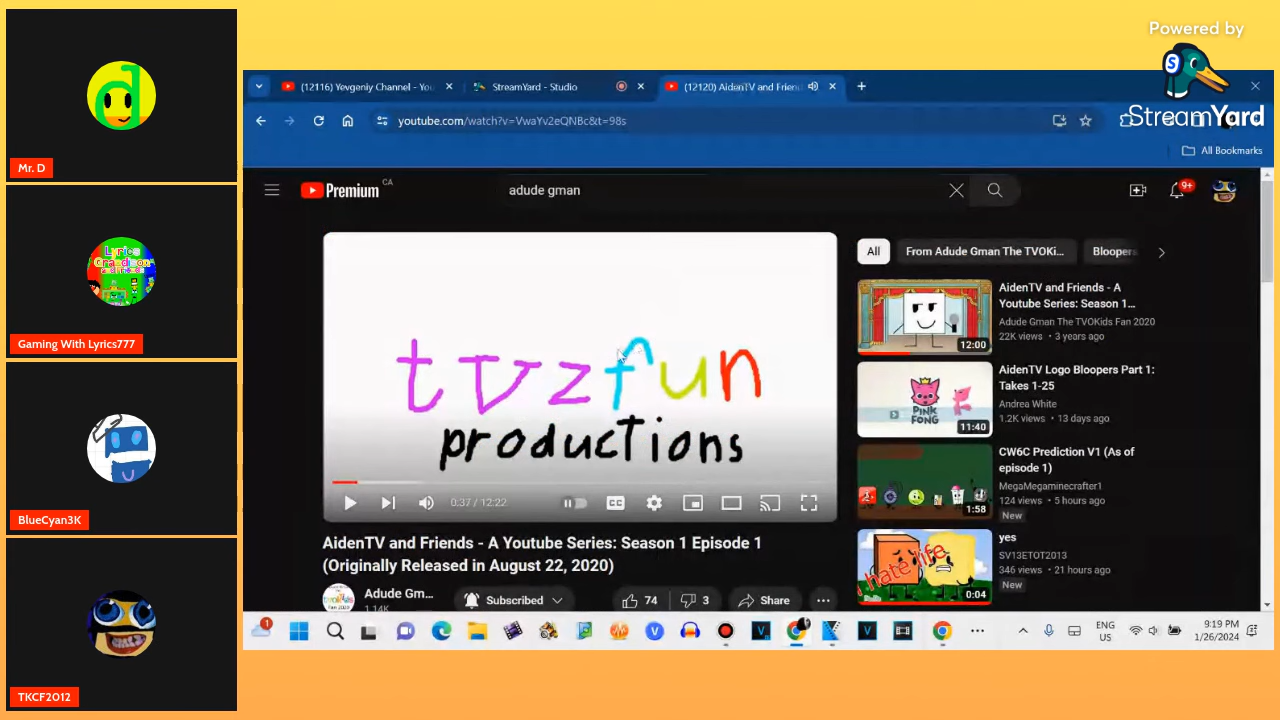 Powered by
StreamYard
Mr. D
Lyrics
Gaming With Lyrics777
BlueCyan3K
TKCF2012
(12116) Yevgeniy Channel - You
StreamYard - Studio
(12120) AidenTV and Frien
youtube.com/watch?v=VwaYv2eQNBc&t=98s
All Bookmarks
Premium CA
adude gman
9+
tvzfun
productions
0:37 / 12:22
CC
AidenTV and Friends - A Youtube Series: Season 1 Episode 1
(Originally Released in August 22, 2020)
Adude Gm...
1.14K
Subscribed
74
3
Share
All
From Adude Gman The TVOKi...
Bloopers
12:00
AidenTV and Friends - A
Youtube Series: Season 1...
Adude Gman The TVOKids Fan 2020
22K views • 3 years ago
PINK
FONG
11:40
AidenTV Logo Bloopers Part 1:
Takes 1-25
Andrea White
1.2K views • 13 days ago
1:58
CW6C Prediction V1 (As of
episode 1)
MegaMegaminecrafter1
124 views • 5 hours ago
New
hate life
0:04
yes
SV13ETOT2013
346 views • 21 hours ago
New
1
ENG
US
9:19 PM
1/26/2024